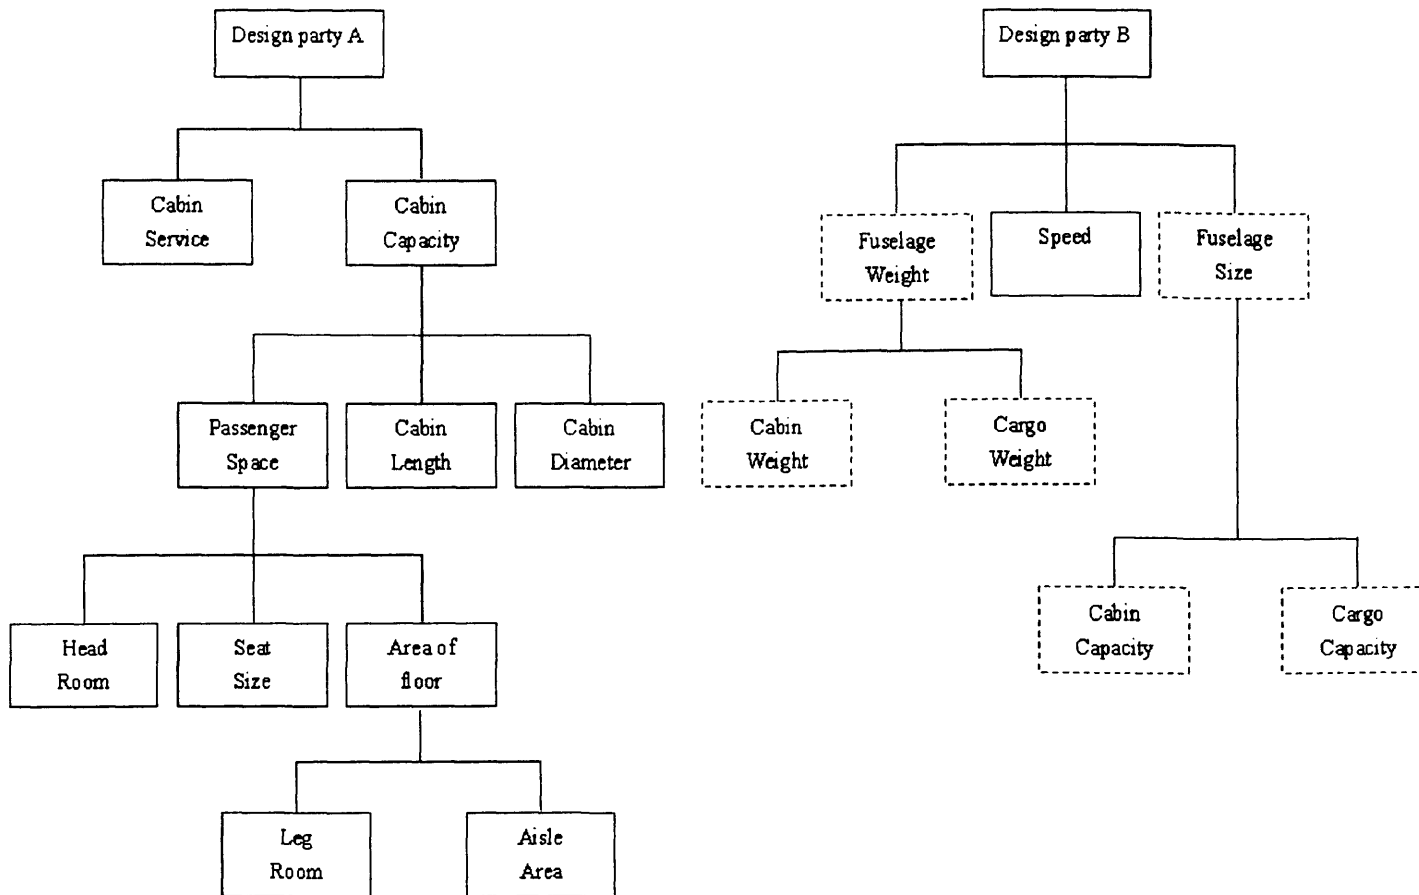 Design party A
Design party B
Cabin
Service
Cabin
Capacity
Fuselage
Weight
Speed
Fuselage
Size
Passenger
Space
Cabin
Length
Cabin
Diameter
Cabin
Weight
Cargo
Weight
Head
Room
Seat
Size
Area of
floor
Cabin
Capacity
Cargo
Capacity
Leg
Room
Aisle
Area